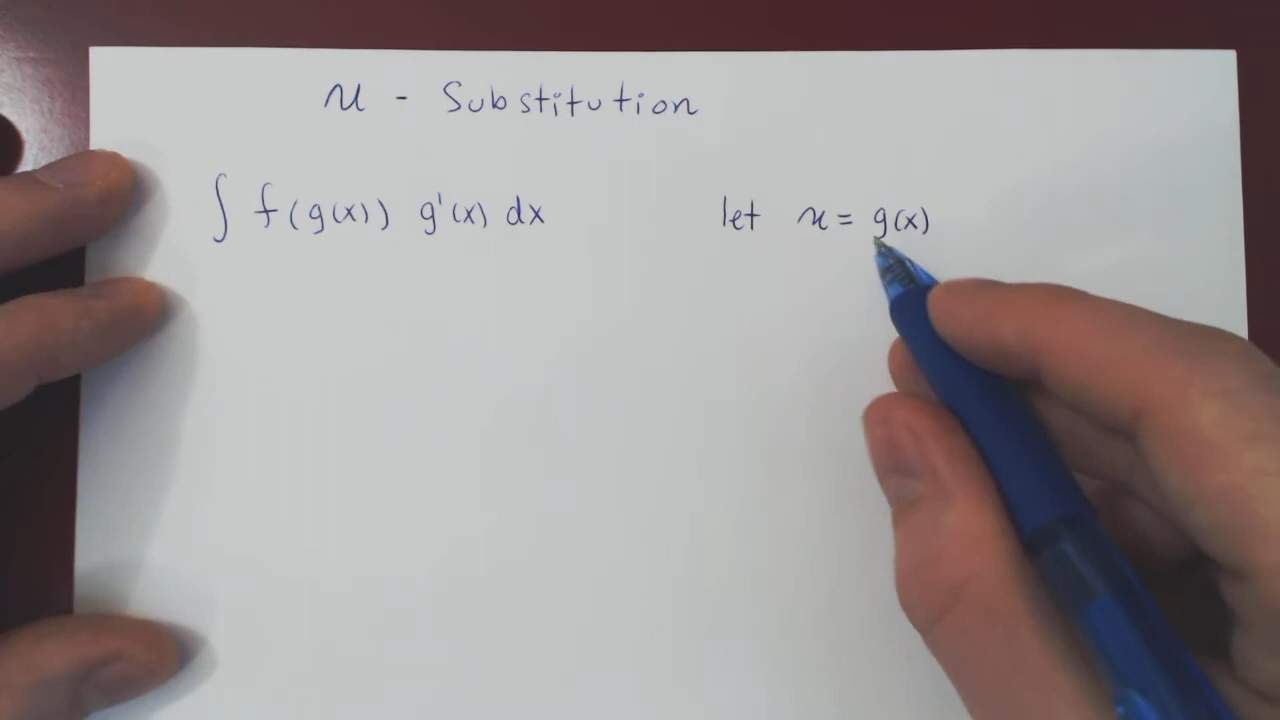 u - Substitution
∫ f(g(x)) g'(x) dx let u = g(x)